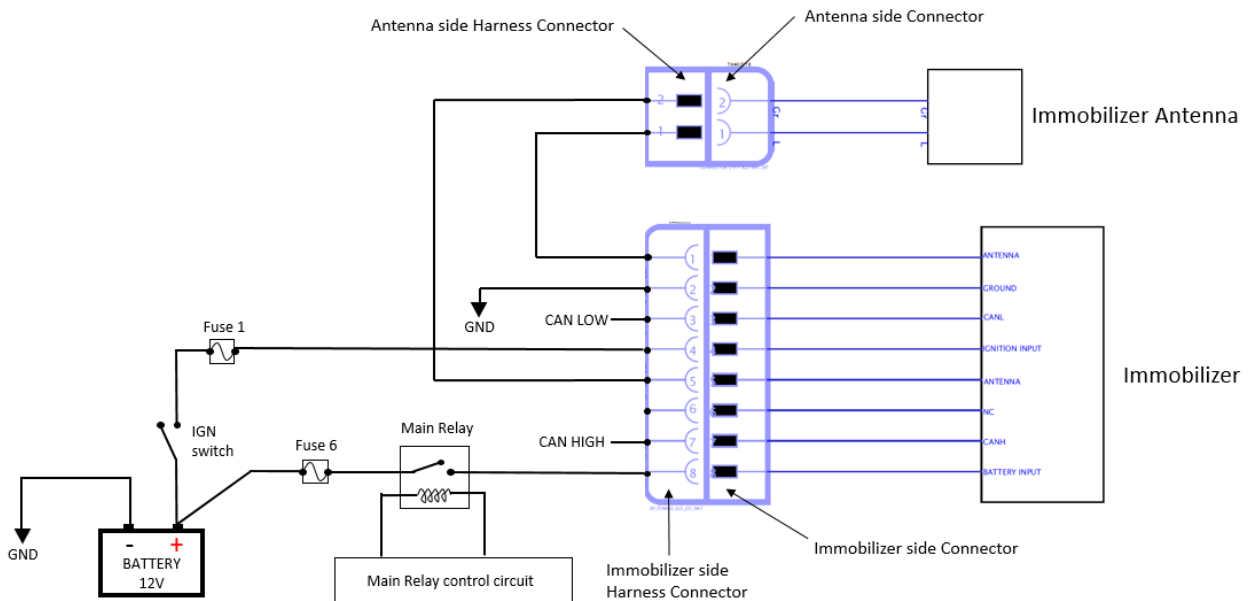 Antenna side Harness Connector
Antenna side Connector
2
2
1
1
Gr
L
Gr
L
Immobilizer Antenna
1
ANTENNA
2
GROUND
GND
CAN LOW
3
CANL
Fuse 1
4
IGNITION INPUT
5
ANTENNA
Immobilizer
6
NC
IGN
switch
Fuse 6
Main Relay
CAN HIGH
7
CANH
8
BATTERY INPUT
GND
- +
BATTERY
12V
Main Relay control circuit
Immobilizer side
Harness Connector
Immobilizer side Connector